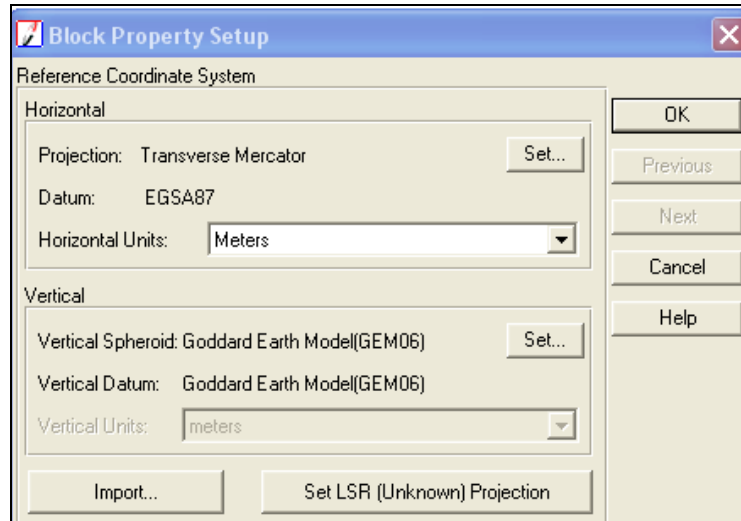 Block Property Setup
Reference Coordinate System
Horizontal
Projection: Transverse Mercator
Set...
Datum: EGSA87
Horizontal Units: Meters
Vertical
Vertical Spheroid: Goddard Earth Model(GEM06)
Set...
Vertical Datum: Goddard Earth Model(GEM06)
Vertical Units: meters
Import...
Set LSR (Unknown) Projection
OK
Previous
Next
Cancel
Help